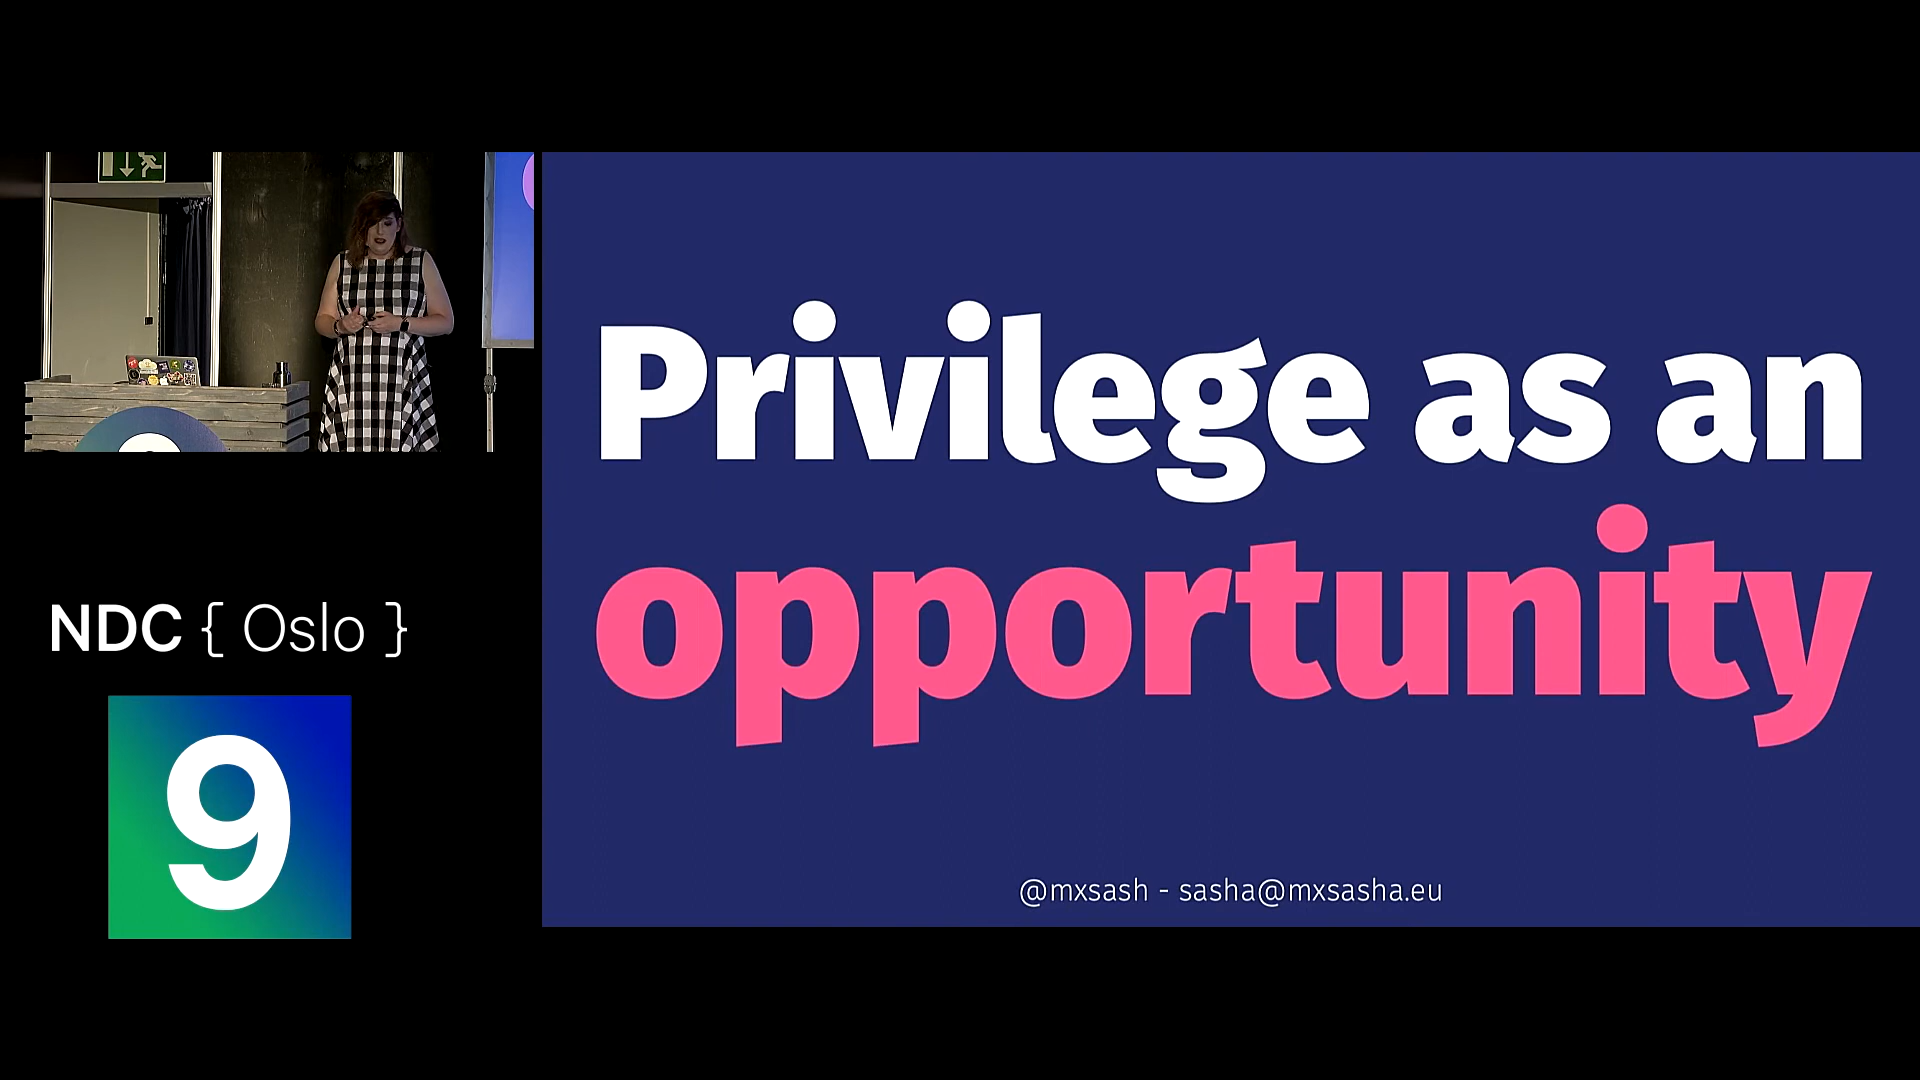 Privilege as an
opportunity
@mxsash - sasha@mxsasha.eu
NDC { Oslo }
9